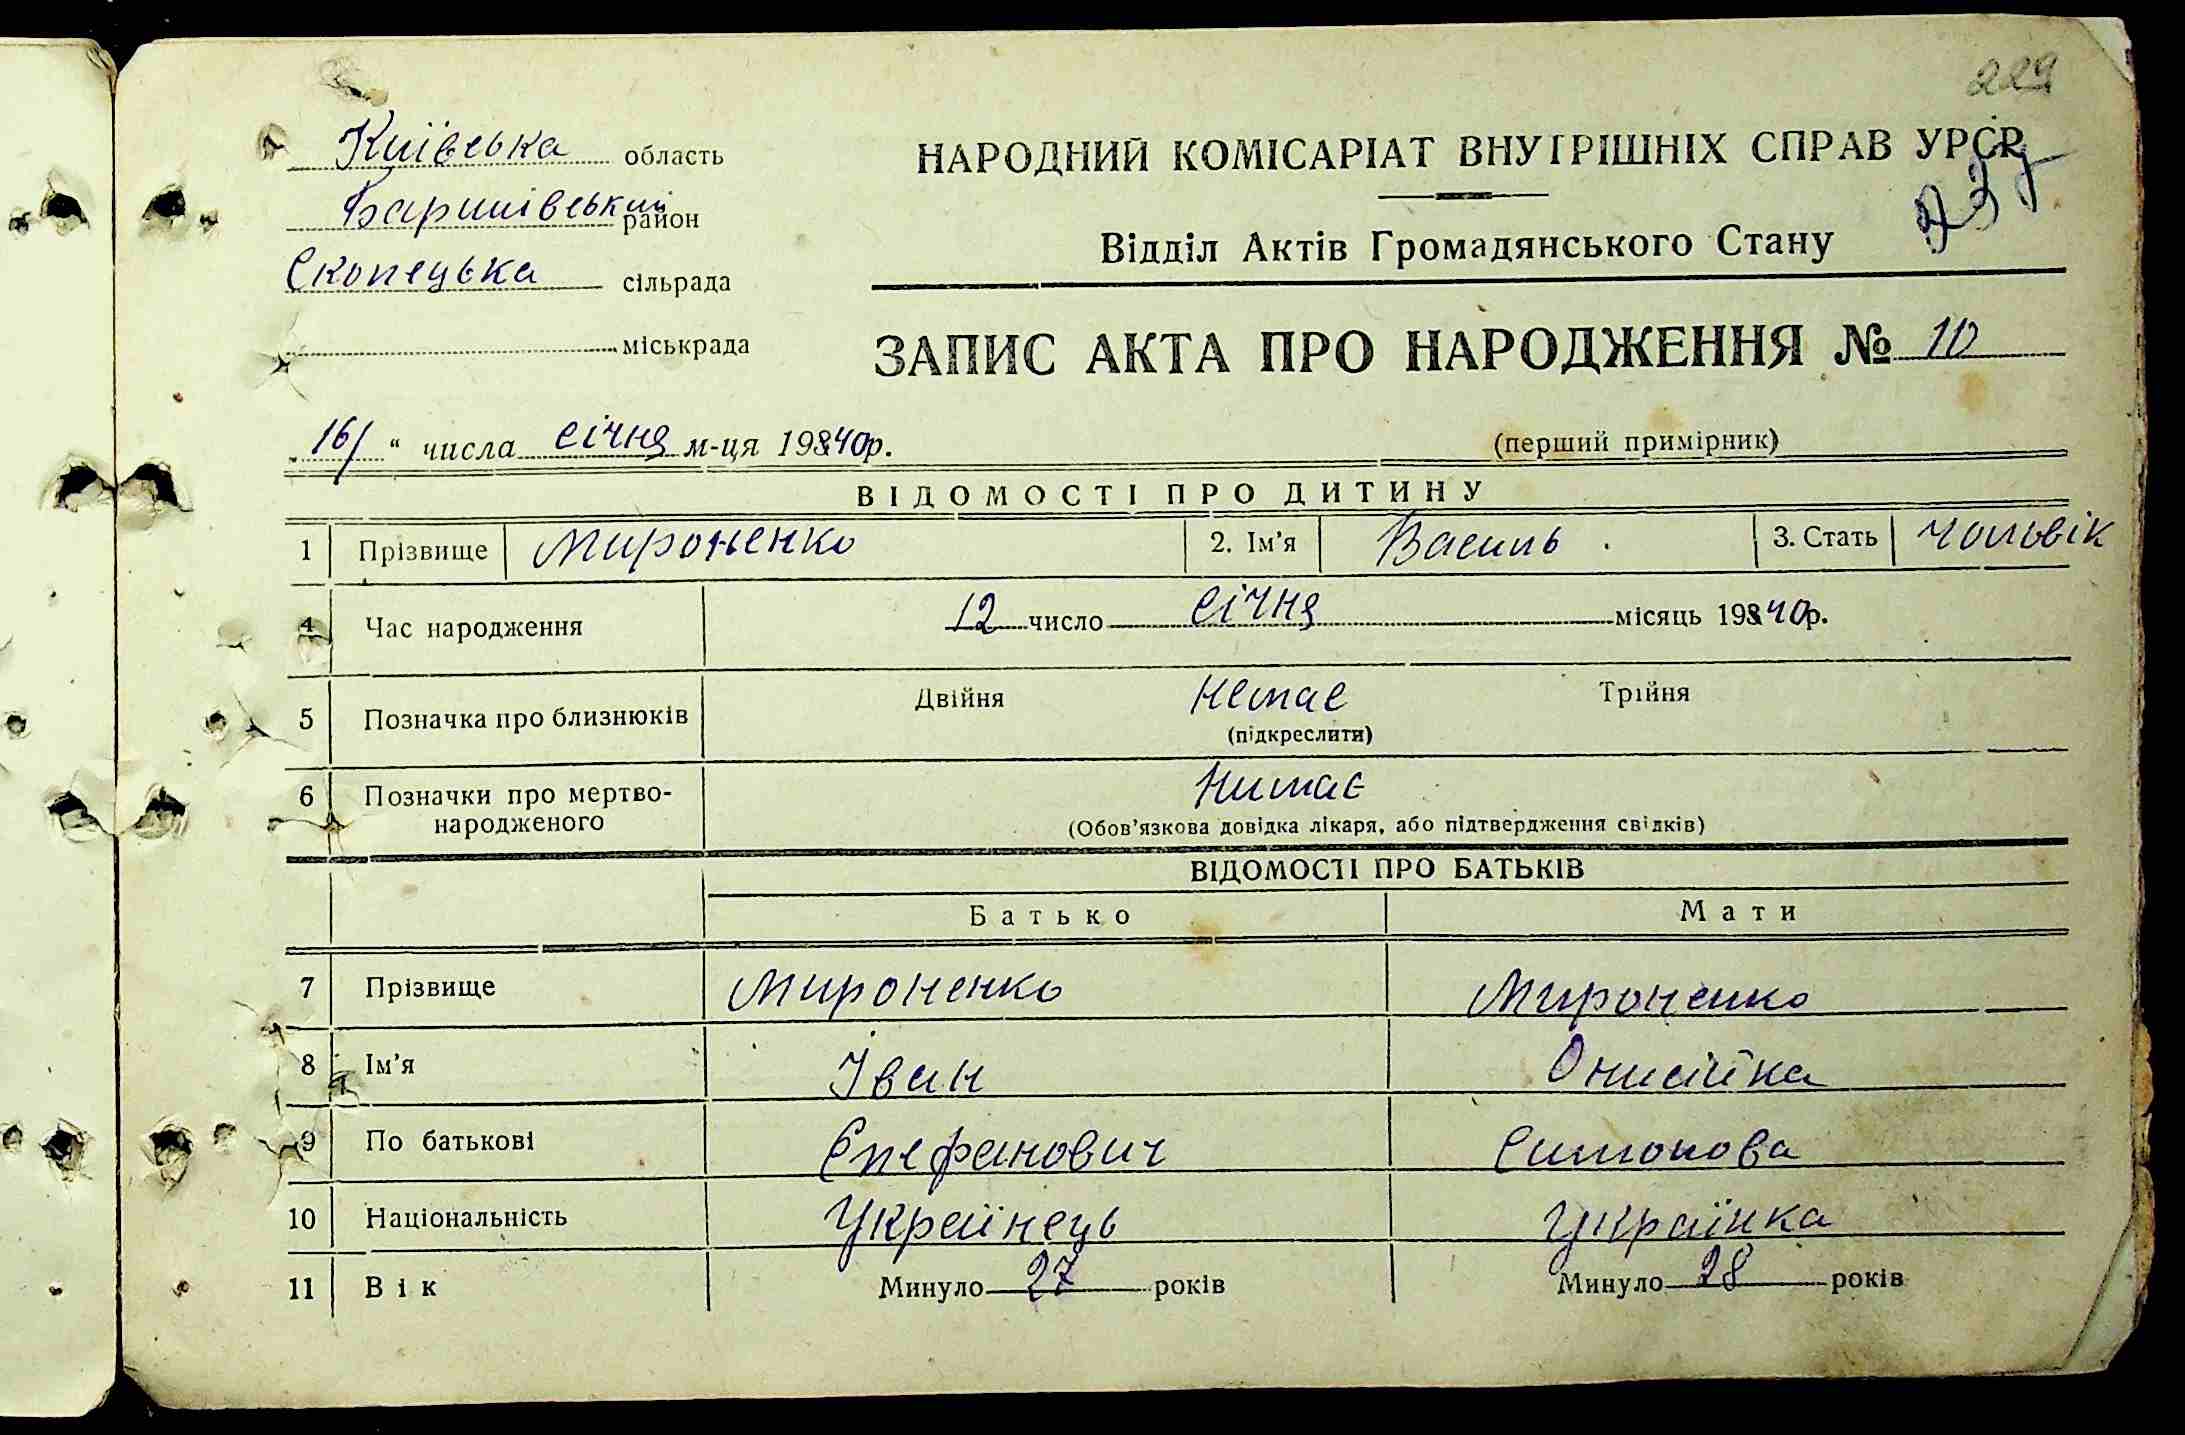 229
Київська область
Баришівський район
Скопецька сільрада
міськрада
НАРОДНИЙ КОМІСАРІАТ ВНУТРІШНІХ СПРАВ УРСР
Відділ Актів Громадянського Стану
ЗАПИС АКТА ПРО НАРОДЖЕННЯ № 10
„16" числа січня м-ця 1940р.
(перший примірник)
ВІДОМОСТІ ПРО ДИТИНУ
1 Прізвище Мироненко 2. Ім'я Василь 3. Стать чоловік
4 Час народження 12 число січня місяць 1940р.
5 Позначка про близнюків Двійня немає Трійня
(підкреслити)
6 Позначки про мертво-
народженого Нимає
(Обов'язкова довідка лікаря, або підтвердження свідків)
ВІДОМОСТІ ПРО БАТЬКІВ
Батько Мати
7 Прізвище Мироненко Мироненко
8 Ім'я Іван Онисійка
9 По батькові Єпефанович Симонова
10 Національність Українець Українка
11 Вік Минуло 27 років Минуло 28 років